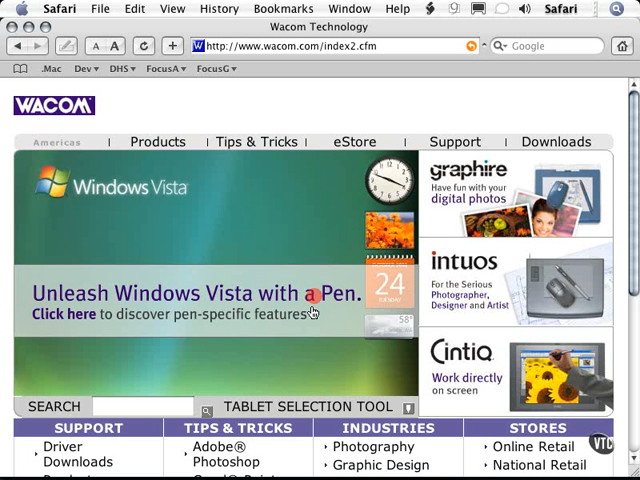 Safari File Edit View History Bookmarks Window Help Safari
Wacom Technology
A A http://www.wacom.com/index2.cfm Google
.Mac Dev DHS FocusA FocusG
WACOM
Americas Products Tips & Tricks eStore Support Downloads
Windows Vista
24
TUESDAY
58°
Unleash Windows Vista with a Pen.
Click here to discover pen-specific features
graphire
Have fun with your
digital photos
intuos
For the Serious
Photographer,
Designer and Artist
Cintiq
Work directly
on screen
SEARCH TABLET SELECTION TOOL
SUPPORT TIPS & TRICKS INDUSTRIES STORES
Driver
Downloads
Adobe®
Photoshop
Photography
Graphic Design
Online Retail
National Retail
VTC